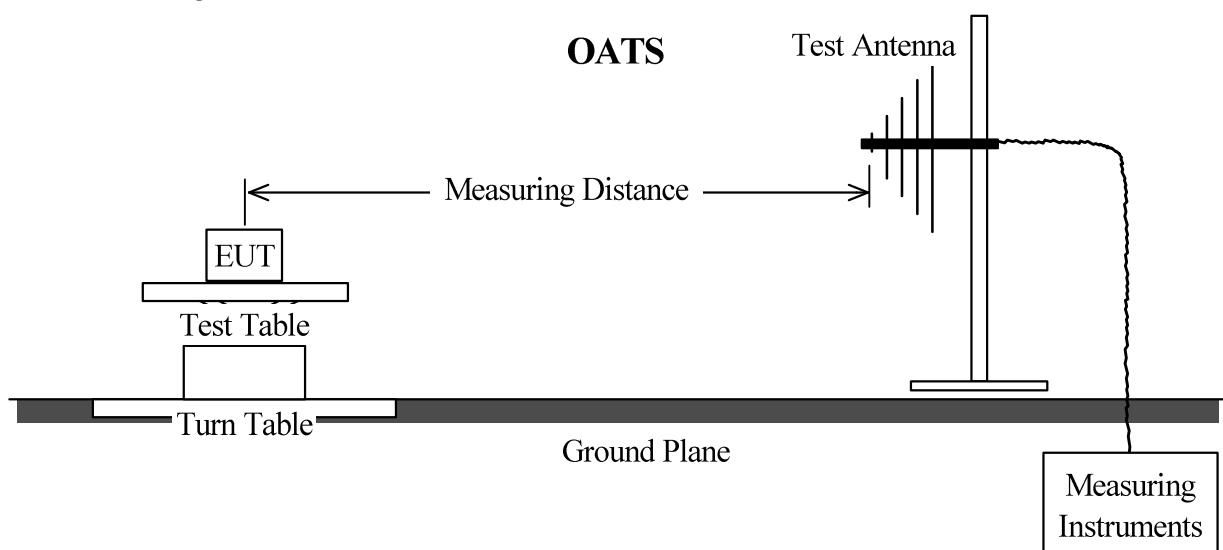 OATS
Test Antenna
Measuring Distance
EUT
Test Table
Turn Table
Ground Plane
Measuring
Instruments